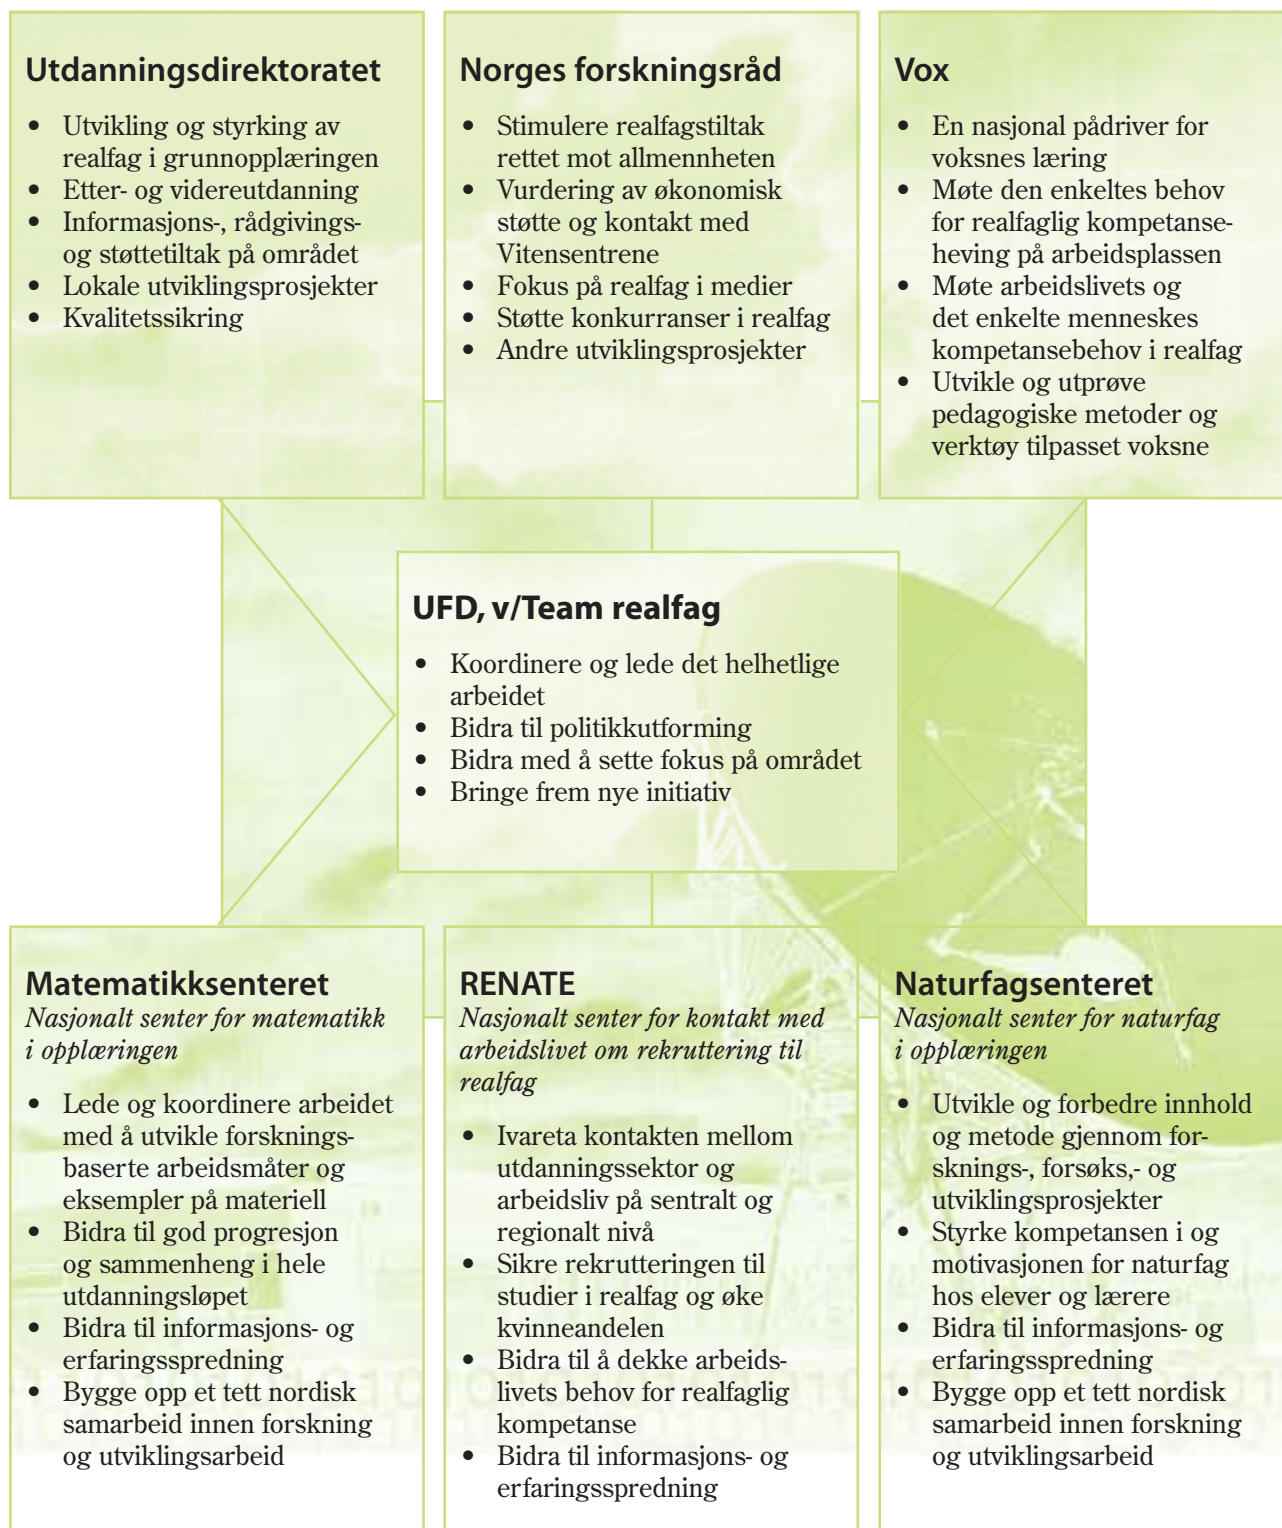 Utdanningsdirektoratet
• Utvikling og styrking av
realfag i grunnopplæringen
• Etter- og videreutdanning
• Informasjons-, rådgivings-
og støttetiltak på området
• Lokale utviklingsprosjekter
• Kvalitetssikring
Norges forskningsråd
• Stimulere realfagstiltak
rettet mot allmennheten
• Vurdering av økonomisk
støtte og kontakt med
Vitensentrene
• Fokus på realfag i medier
• Støtte konkurranser i realfag
• Andre utviklingsprosjekter
Vox
• En nasjonal pådriver for
voksnes læring
• Møte den enkeltes behov
for realfaglig kompetanse-
heving på arbeidsplassen
• Møte arbeidslivets og
det enkelte menneskes
kompetansebehov i realfag
• Utvikle og utprøve
pedagogiske metoder og
verktøy tilpasset voksne
UFD, v/Team realfag
• Koordinere og lede det helhetlige
arbeidet
• Bidra til politikkutforming
• Bidra med å sette fokus på området
• Bringe frem nye initiativ
Matematikksenteret
Nasjonalt senter for matematikk
i opplæringen
• Lede og koordinere arbeidet
med å utvikle forsknings-
baserte arbeidsmåter og
eksempler på materiell
• Bidra til god progresjon
og sammenheng i hele
utdanningsløpet
• Bidra til informasjons- og
erfaringsspredning
• Bygge opp et tett nordisk
samarbeid innen forskning
og utviklingsarbeid
RENATE
Nasjonalt senter for kontakt med
arbeidslivet om rekruttering til
realfag
• Ivareta kontakten mellom
utdanningssektor og
arbeidsliv på sentralt og
regionalt nivå
• Sikre rekrutteringen til
studier i realfag og øke
kvinneandelen
• Bidra til å dekke arbeids-
livets behov for realfaglig
kompetanse
• Bidra til informasjons- og
erfaringsspredning
Naturfagsenteret
Nasjonalt senter for naturfag
i opplæringen
• Utvikle og forbedre innhold
og metode gjennom for-
sknings-, forsøks,- og
utviklingsprosjekter
• Styrke kompetansen i og
motivasjonen for naturfag
hos elever og lærere
• Bidra til informasjons- og
erfaringsspredning
• Bygge opp et tett nordisk
samarbeid innen forskning
og utviklingsarbeid